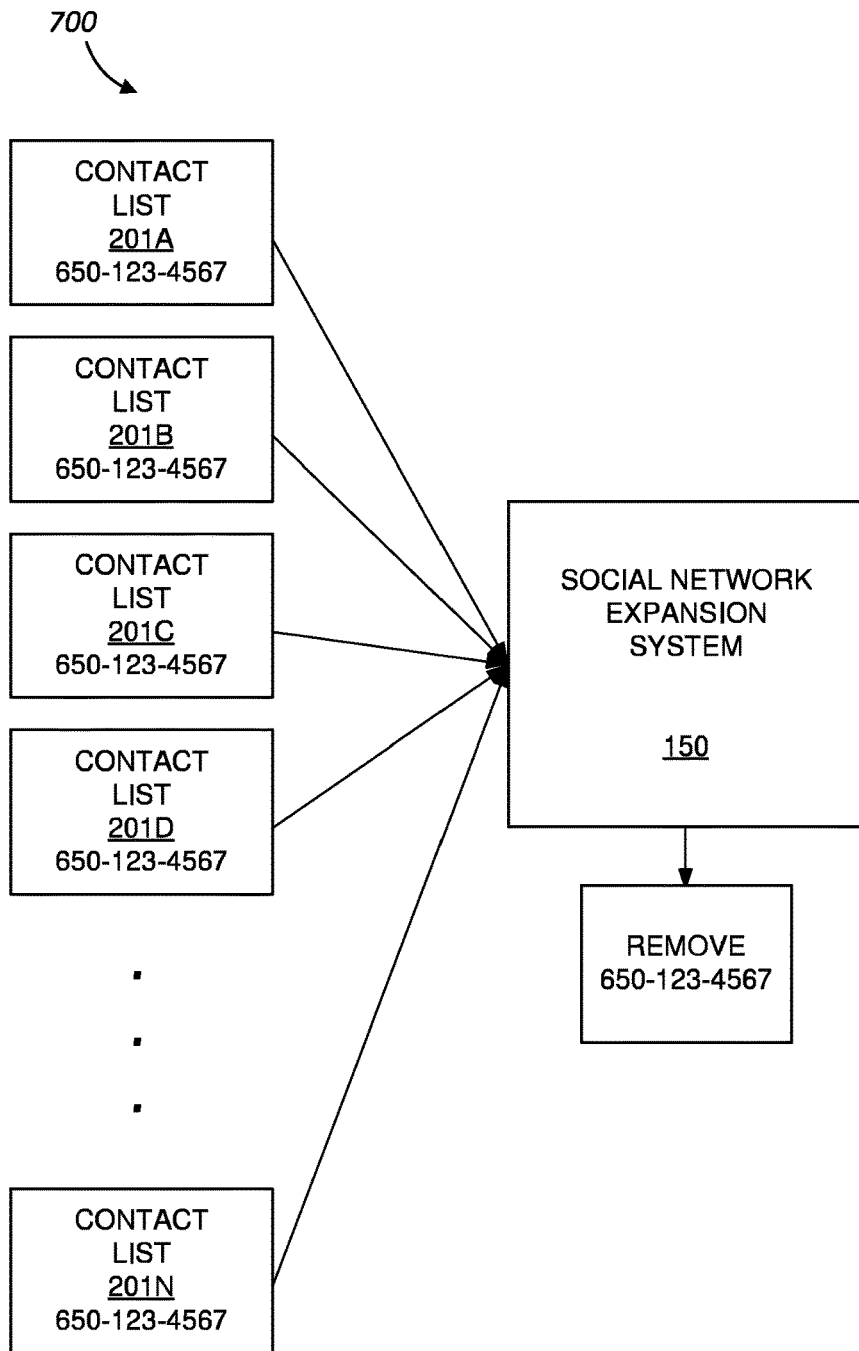 700
CONTACT
LIST
201A
650-123-4567
CONTACT
LIST
201B
650-123-4567
CONTACT
LIST
201C
650-123-4567
CONTACT
LIST
201D
650-123-4567
CONTACT
LIST
201N
650-123-4567
SOCIAL NETWORK
EXPANSION
SYSTEM
150
REMOVE
650-123-4567